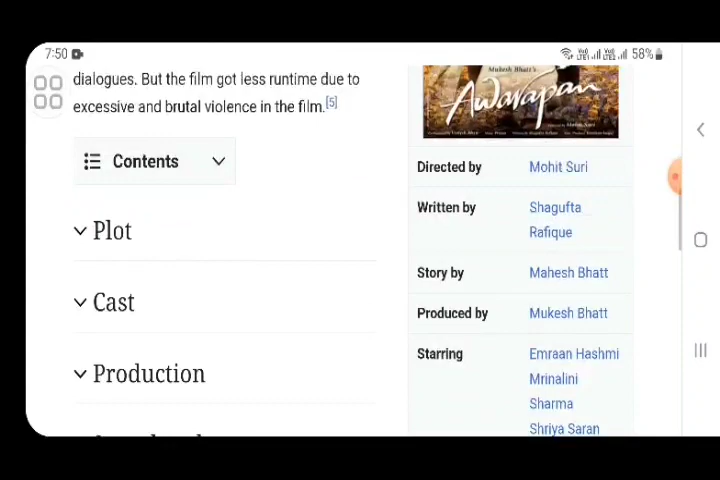 7:50
58%
dialogues. But the film got less runtime due to
excessive and brutal violence in the film.[5]
Contents
Plot
Cast
Production
Mukesh Bhatt's
Awarapan
Directed by Mohit Suri
Written by Shagufta
Rafique
Story by Mahesh Bhatt
Produced by Mukesh Bhatt
Starring Emraan Hashmi
Mrinalini
Sharma
Shriya Saran